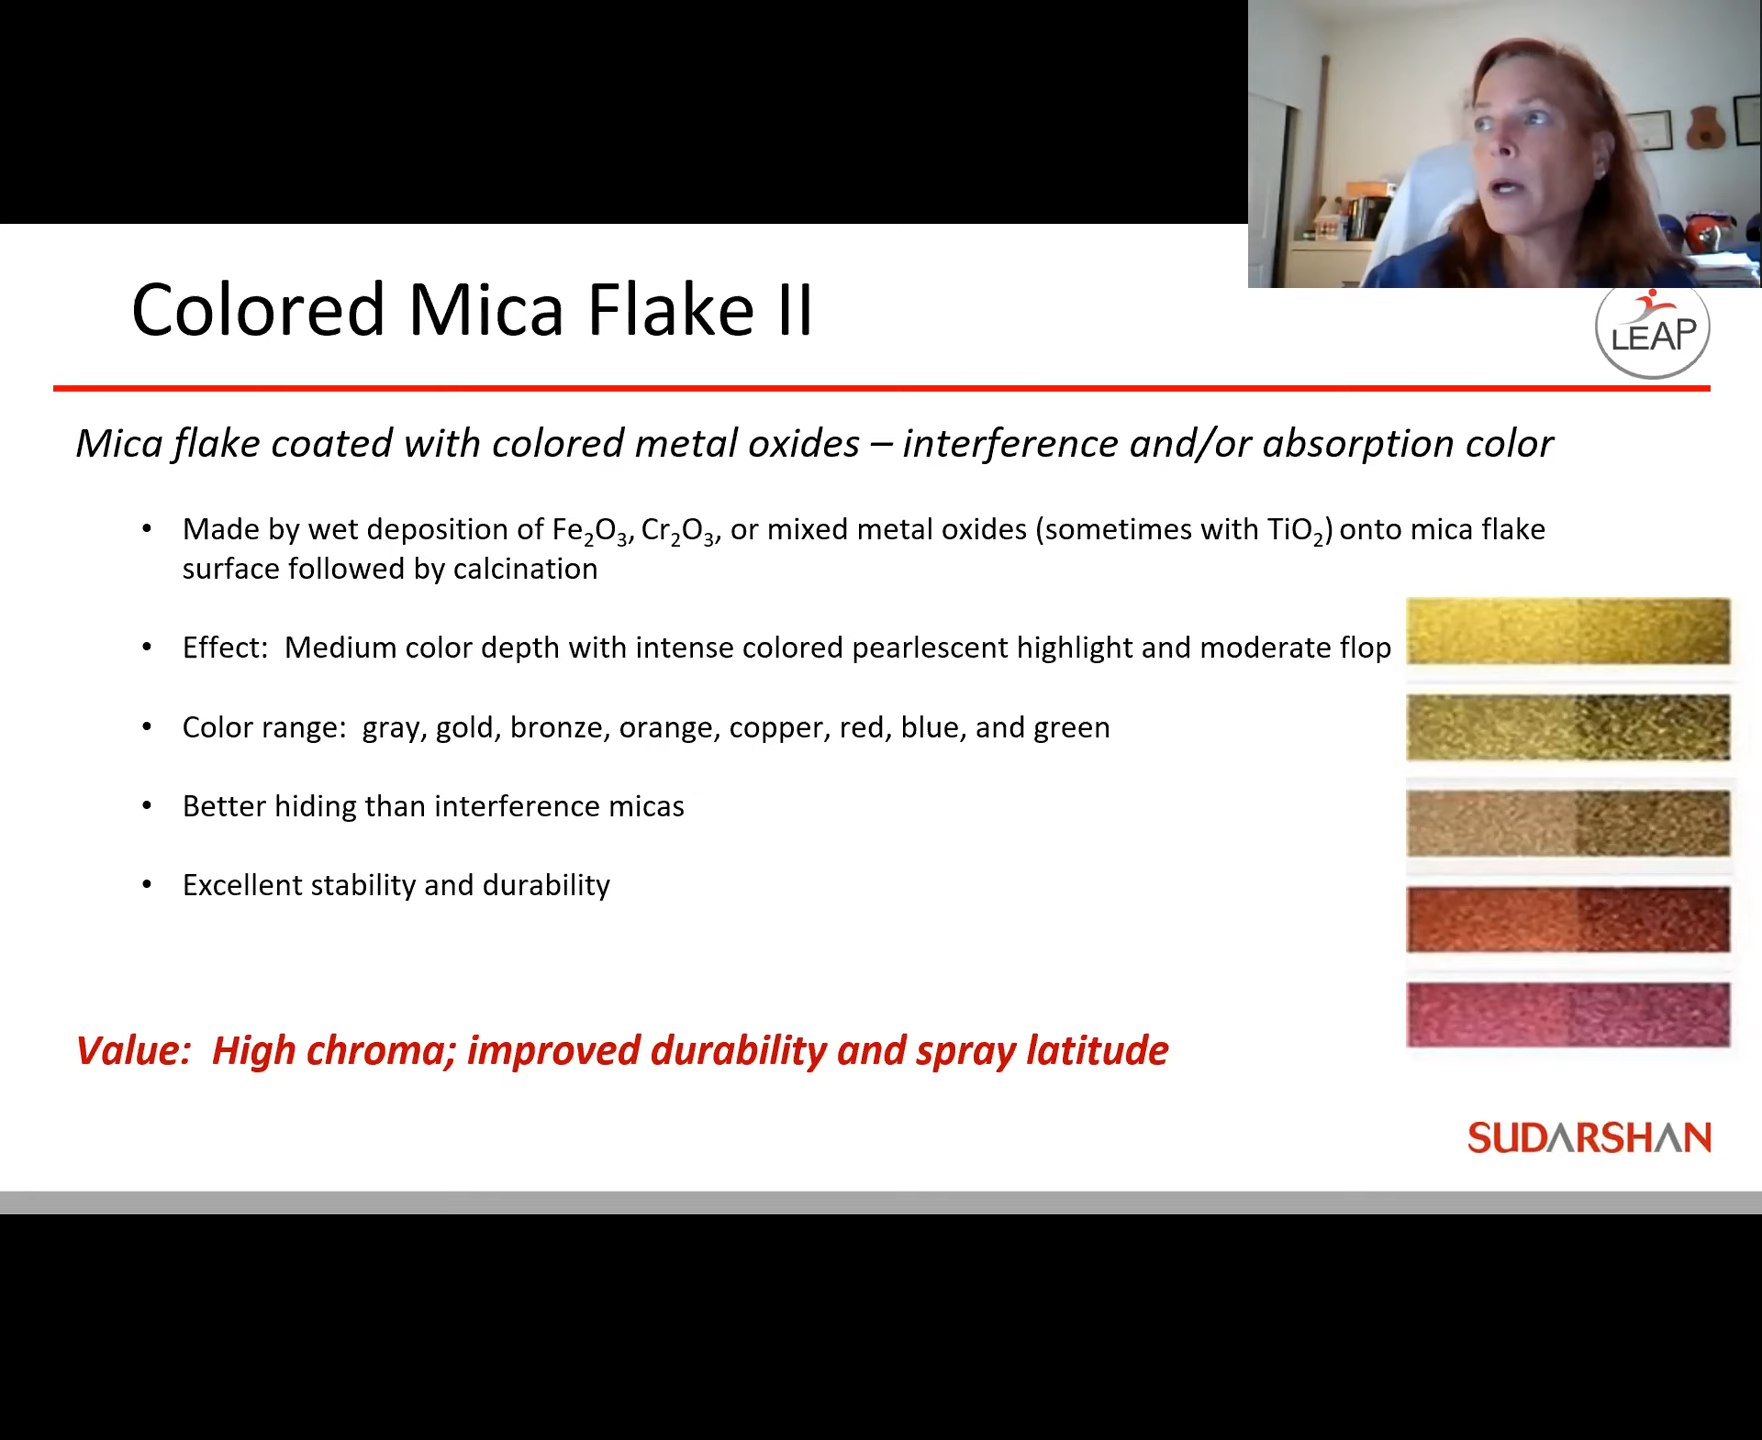 Colored Mica Flake II
LEAP
Mica flake coated with colored metal oxides – interference and/or absorption color
• Made by wet deposition of Fe₂O₃, Cr₂O₃, or mixed metal oxides (sometimes with TiO₂) onto mica flake
surface followed by calcination
• Effect:  Medium color depth with intense colored pearlescent highlight and moderate flop
• Color range:  gray, gold, bronze, orange, copper, red, blue, and green
• Better hiding than interference micas
• Excellent stability and durability
Value:  High chroma; improved durability and spray latitude
SUDARSHAN